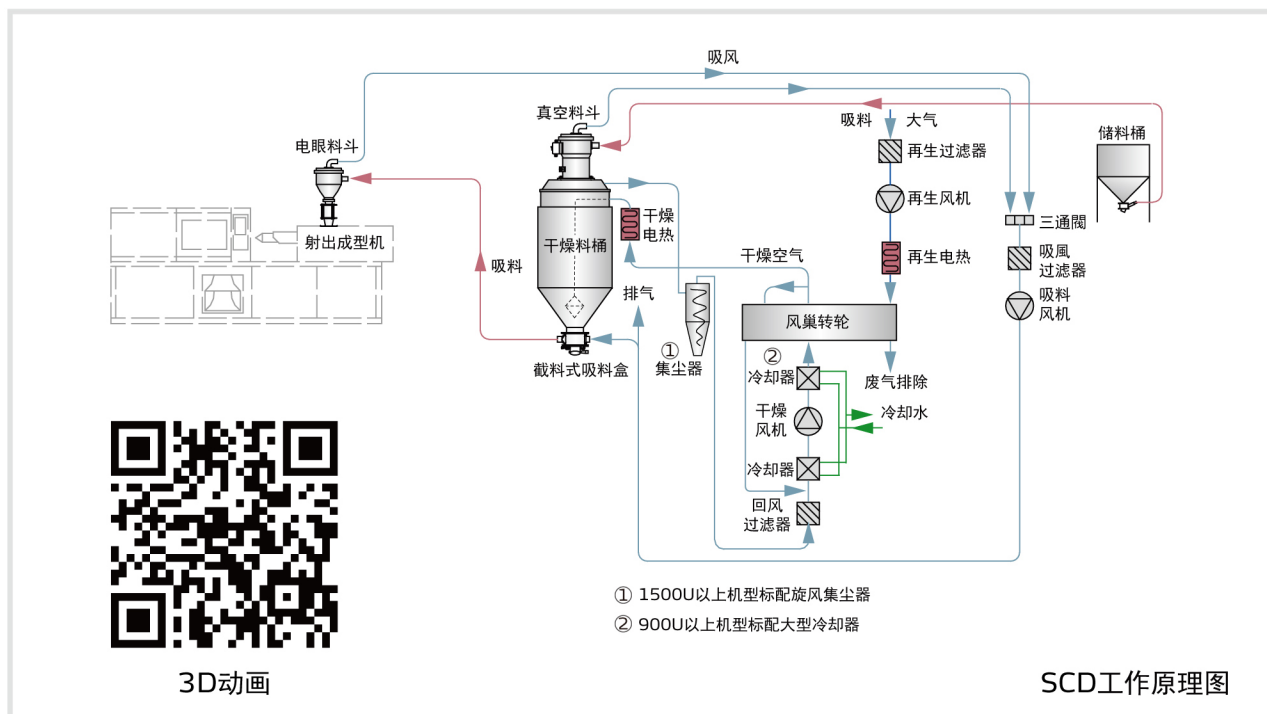 吸风
真空料斗
吸料
大气
电眼料斗
再生过滤器
储料桶
再生风机
三通閥
射出成型机
干燥料桶
干燥
电热
干燥空气
再生电热
吸風
过滤器
吸料
排气
吸料
风机
风巢转轮
截料式吸料盒
①
集尘器
②
冷却器
废气排除
干燥
风机
冷却水
冷却器
回风
过滤器
① 1500U以上机型标配旋风集尘器
② 900U以上机型标配大型冷却器
3D动画
SCD工作原理图